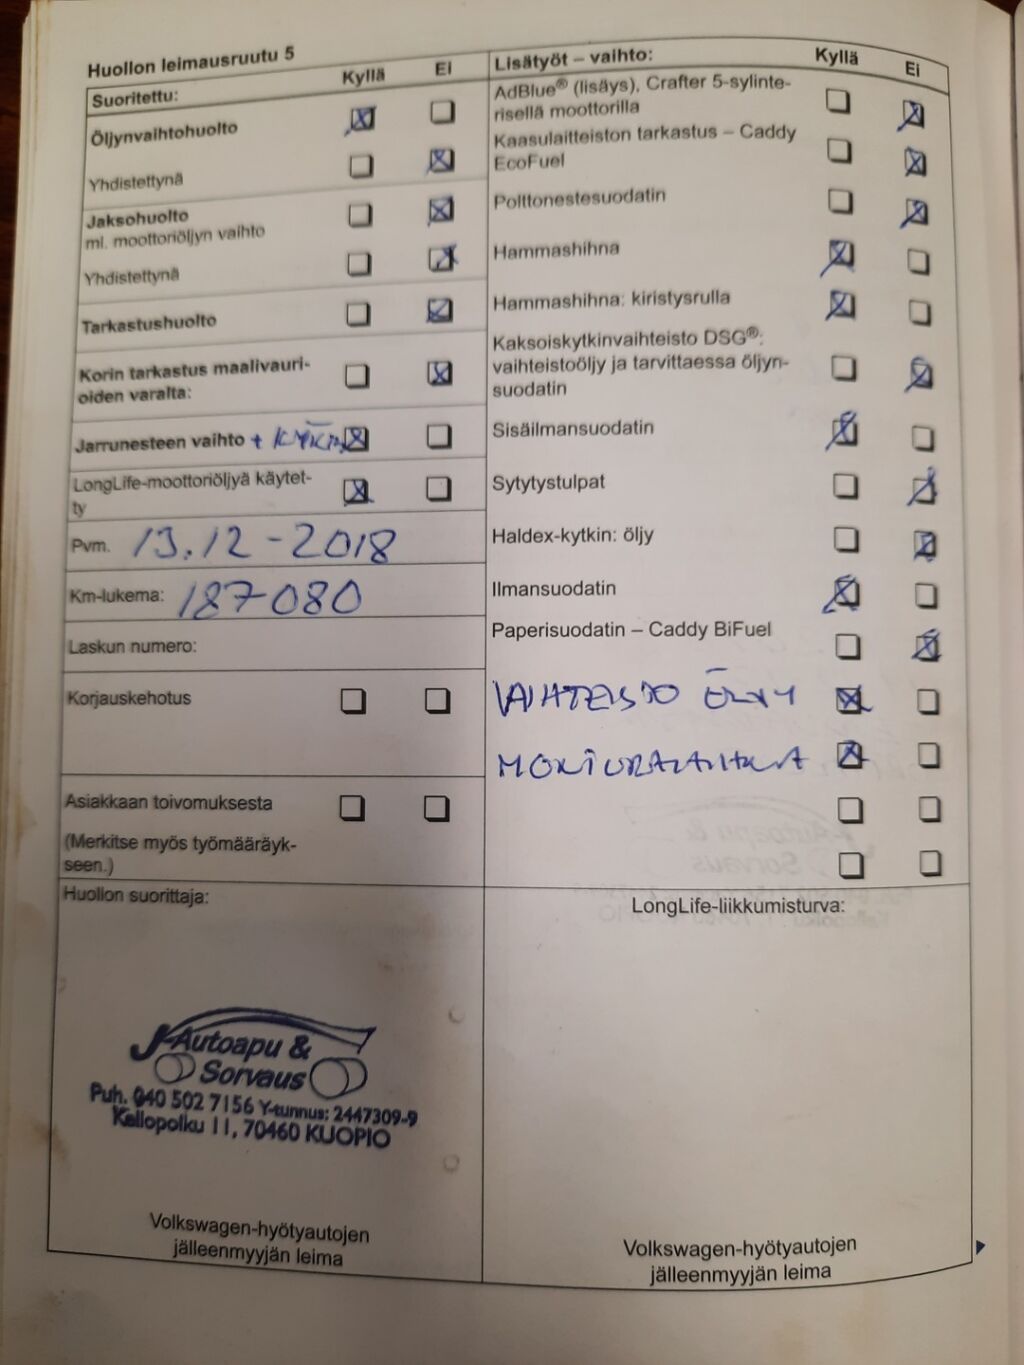 Huollon leimausruutu 5
Kyllä Ei
Suoritettu:
Öljynvaihtohuolto
Yhdistettynä
Jaksohuolto
ml. moottoriöljyn vaihto
Yhdistettynä
Tarkastushuolto
Korin tarkastus maalivauri-
oiden varalta:
Jarrunesteen vaihto +
LongLife-moottoriöljyä käytet-
ty
Pvm. 13.12-2018
Km-lukema: 187080
Laskun numero:
Korjauskehotus
Asiakkaan toivomuksesta
(Merkitse myös työmääräyk-
seen.)
Huollon suorittaja:
J-Autoapu &
Sorvaus
Puh. 040 502 7156 Y-tunnus: 2447309-9
Kellopolku 11, 70460 KUOPIO
Volkswagen-hyötyautojen
jälleenmyyjän leima
Lisätyöt – vaihto: Kyllä Ei
AdBlue® (lisäys), Crafter 5-sylinte-
risellä moottorilla
Kaasulaitteiston tarkastus – Caddy
EcoFuel
Polttonestesuodatin
Hammashihna
Hammashihna: kiristysrulla
Kaksoiskytkinvaihteisto DSG®:
vaihteistoöljy ja tarvittaessa öljyn-
suodatin
Sisäilmansuodatin
Sytytystulpat
Haldex-kytkin: öljy
Ilmansuodatin
Paperisuodatin – Caddy BiFuel
VAIHTEISTO ÖLJY
LongLife-liikkumisturva:
Volkswagen-hyötyautojen
jälleenmyyjän leima